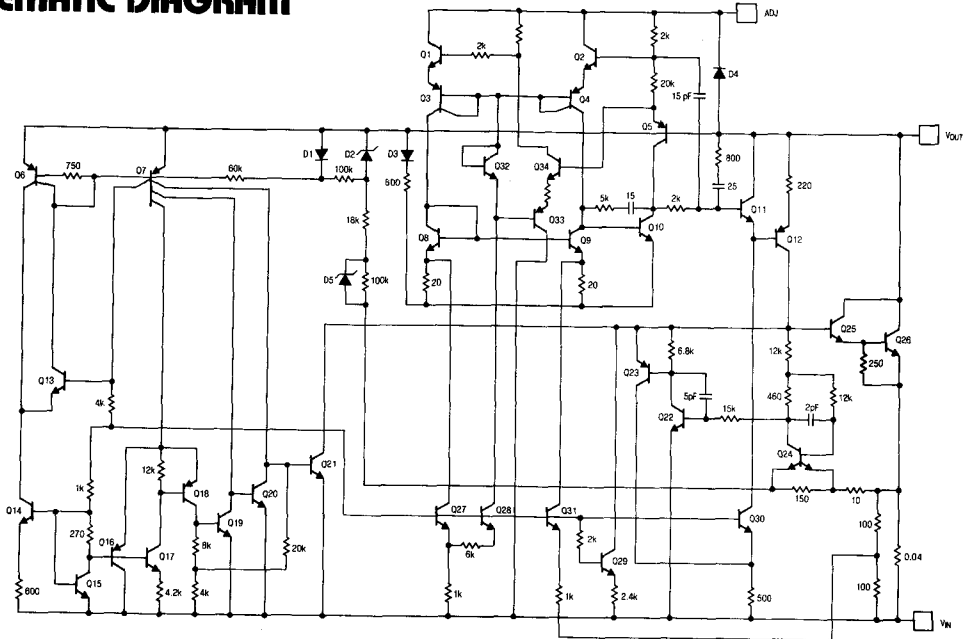 SCHEMATIC DIAGRAM
ADJ
Q1
2k
Q2
2k
20k
D4
15 pF
Q3
Q4
Q5
VOUT
Q6
750
Q7
60k
D1
D2
100k
D3
600
Q32
Q34
800
25
220
18k
Q33
5k
15
2k
Q11
Q12
Q8
Q9
Q10
D5
100k
20
20
Q25
Q26
250
Q13
4k
Q23
6.8k
12k
5pF
460
12k
Q22
15k
2pF
Q24
1k
12k
Q18
Q20
Q21
150
10
Q14
270
Q16
Q17
Q19
Q27
Q28
Q31
Q30
100
8k
20k
6k
2k
Q29
0.04
600
Q15
4.2k
4k
1k
1k
2.4k
500
100
VIN